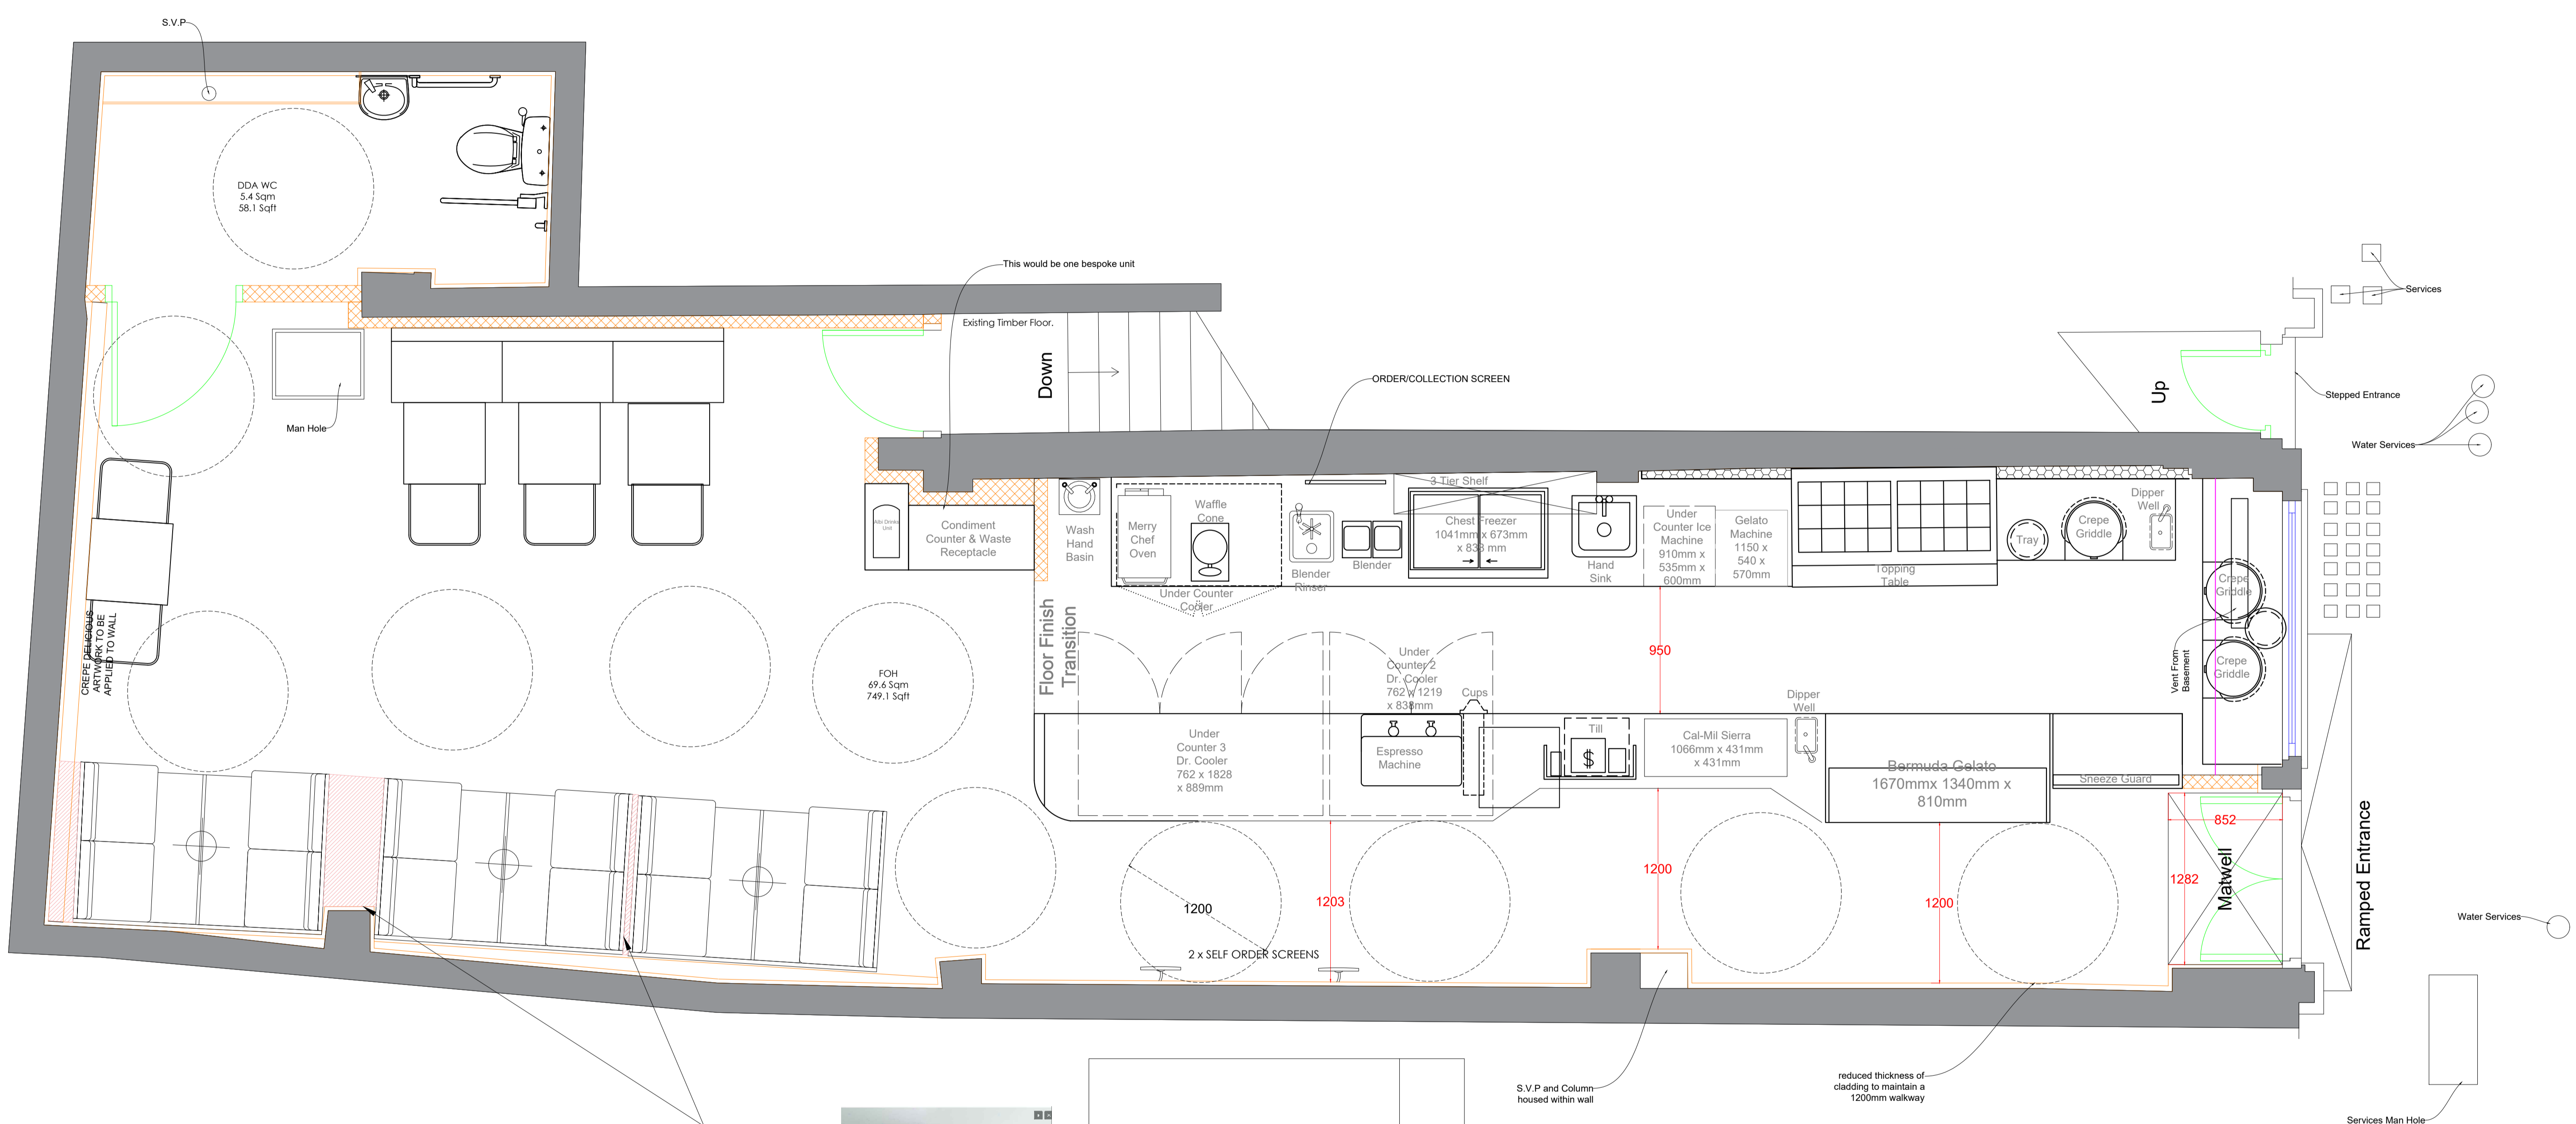 S.V.P
DDA WC
5.4 Sqm
58.1 Sqft
This would be one bespoke unit
Existing Timber Floor.
Down
ORDER/COLLECTION SCREEN
Up
Services
Stepped Entrance
Water Services
Man Hole
CREPE DELICIOUS
ARTWORK TO BE
APPLIED TO WALL
Condiment
Counter & Waste
Receptacle
Wash
Hand
Basin
Merry
Chef
Oven
Waffle
Cone
Under Counter
Cooler
Blender
Rinser
Blender
3 Tier Shelf
Chest Freezer
1041mm x 673mm
x 838 mm
Hand
Sink
Under
Counter Ice
Machine
910mm x
535mm x
600mm
Gelato
Machine
1150 x
540 x
570mm
Topping
Table
Tray
Crepe
Griddle
Dipper
Well
Crepe
Griddle
Crepe
Griddle
Vent From
Basement
Floor Finish
Transition
FOH
69.6 Sqm
749.1 Sqft
950
Under
Counter 2
Dr. Cooler
762 x 1219
x 838mm
Cups
Under
Counter 3
Dr. Cooler
762 x 1828
x 889mm
Espresso
Machine
Till
$
Cal-Mil Sierra
1066mm x 431mm
x 431mm
Dipper
Well
Bermuda Gelato
1670mmx 1340mm x
810mm
Sneeze Guard
852
1282
Matwell
Ramped Entrance
1200
1203
1200
1200
2 x SELF ORDER SCREENS
Water Services
S.V.P and Column
housed within wall
reduced thickness of
cladding to maintain a
1200mm walkway
Services Man Hole